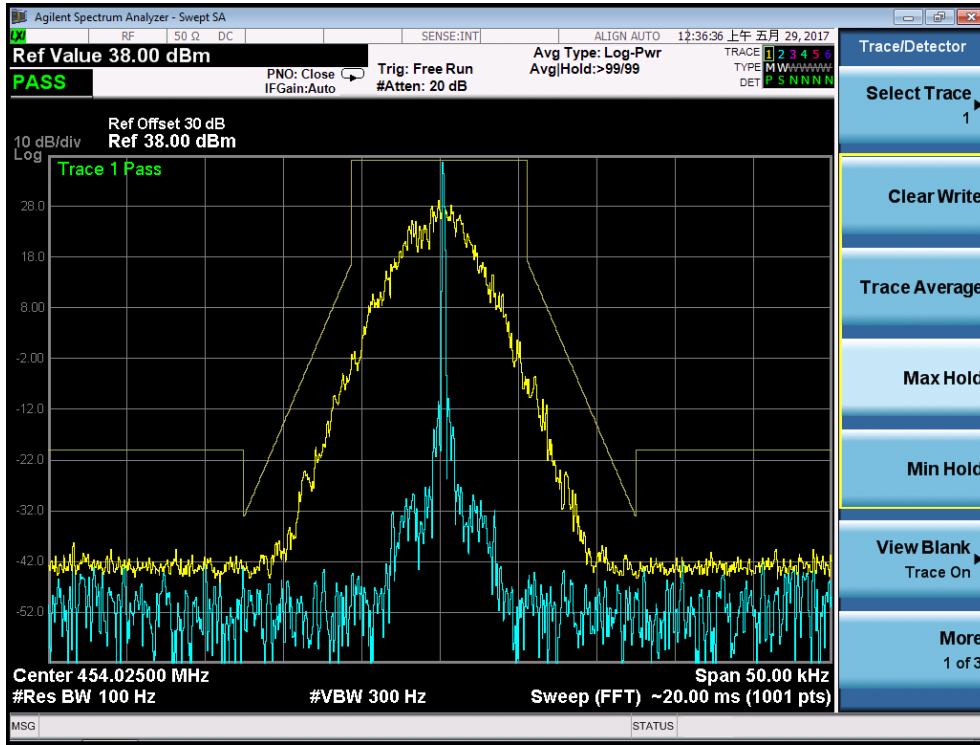 Agilent Spectrum Analyzer - Swept SA
LXI RF 50 Ω DC SENSE:INT ALIGN AUTO 12:36:36 上午 五月 29, 2017
Ref Value 38.00 dBm
Avg Type: Log-Pwr
Avg|Hold:>99/99
TRACE 1 2 3 4 5 6
TYPE M W W W W W
DET P S N N N N
PASS
PNO: Close
IFGain:Auto
Trig: Free Run
#Atten: 20 dB
Ref Offset 30 dB
Ref 38.00 dBm
10 dB/div
Log
Trace 1 Pass
28.0
18.0
8.00
-2.00
-12.0
-22.0
-32.0
-42.0
-52.0
Center 454.02500 MHz
Span 50.00 kHz
#Res BW 100 Hz
#VBW 300 Hz
Sweep (FFT) ~20.00 ms (1001 pts)
MSG
STATUS
Trace/Detector
Select Trace
1
Clear Write
Trace Average
Max Hold
Min Hold
View Blank
Trace On
More
1 of 3